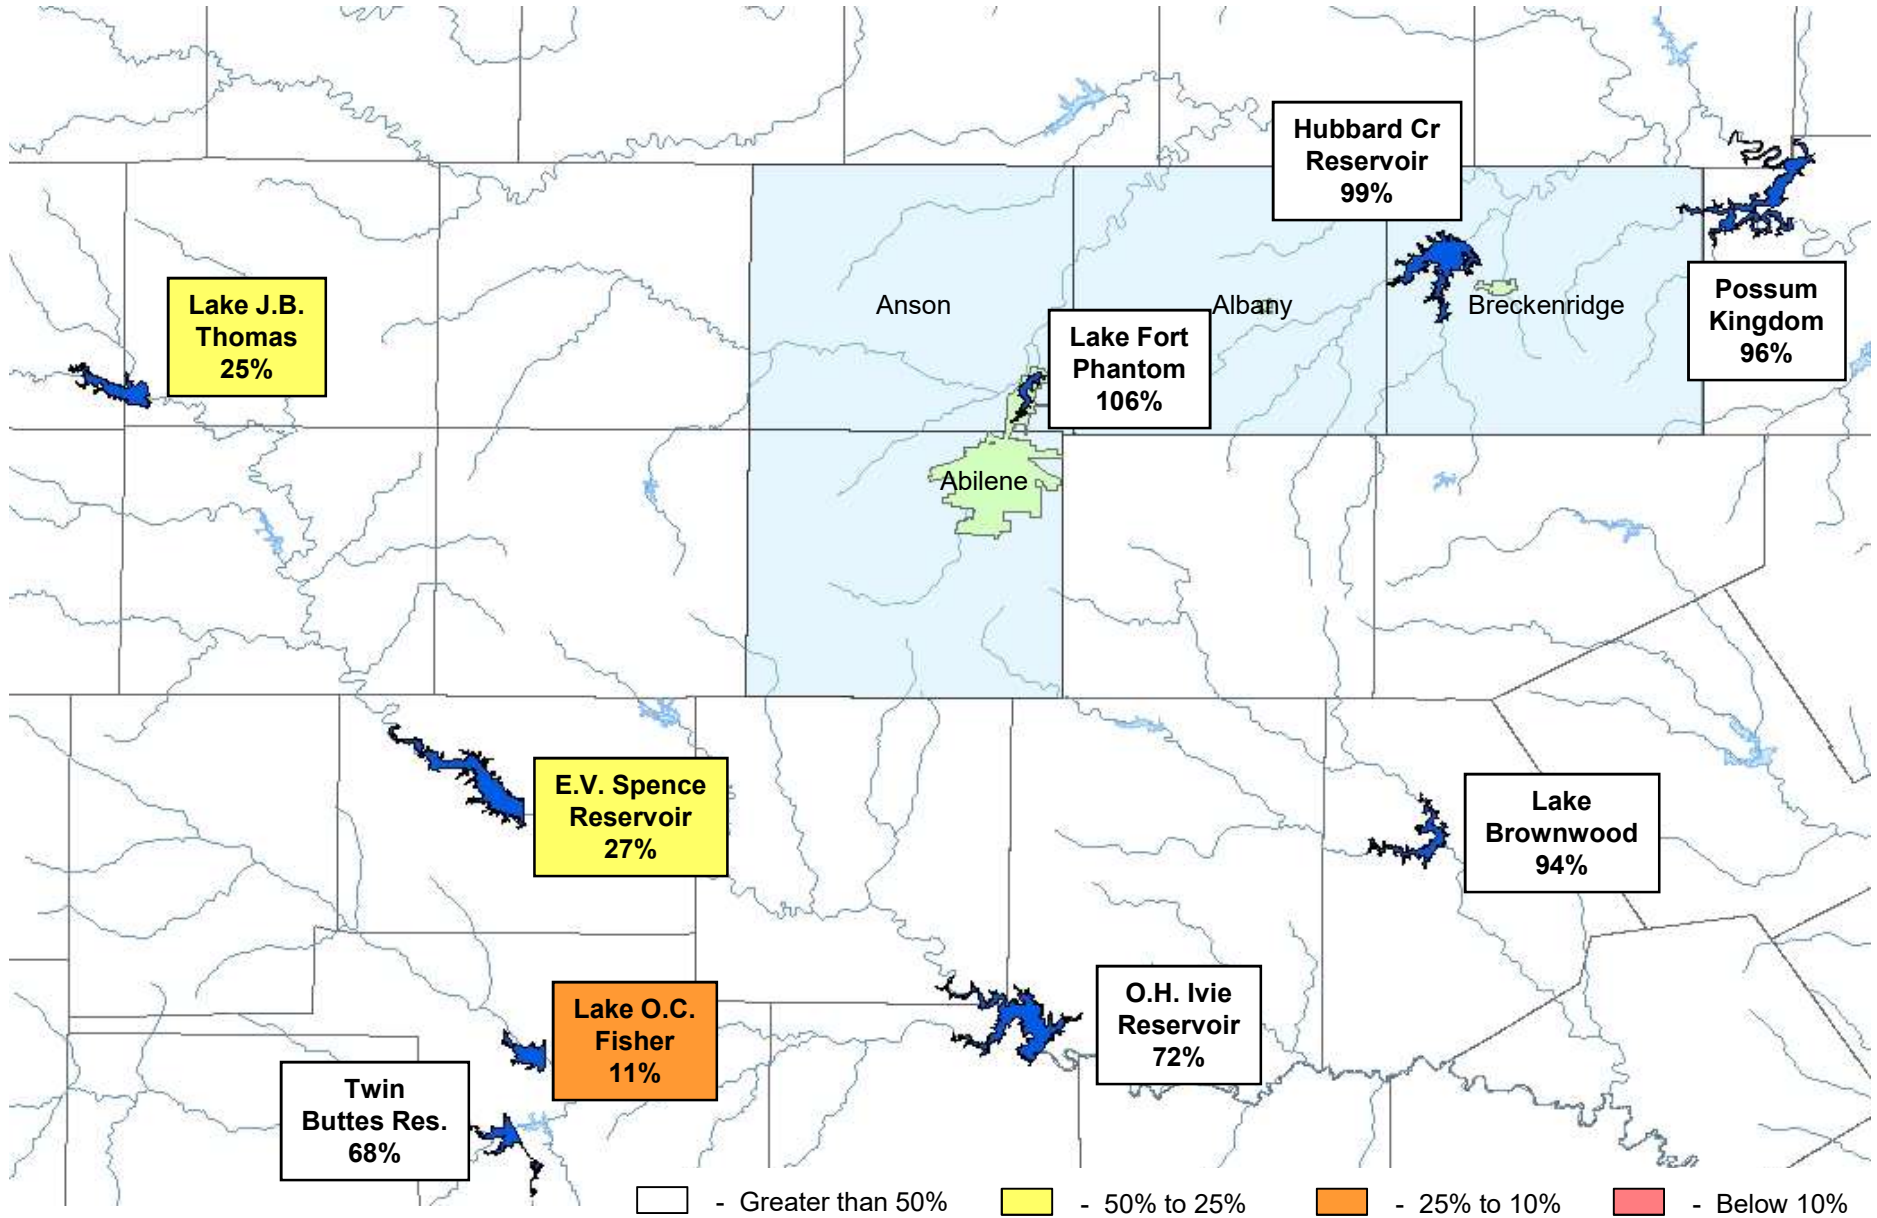 Hubbard Cr
Reservoir
99%
Lake J.B.
Thomas
25%
Anson
Albany
Breckenridge
Possum
Kingdom
96%
Lake Fort
Phantom
106%
Abilene
E.V. Spence
Reservoir
27%
Lake
Brownwood
94%
Lake O.C.
Fisher
11%
O.H. Ivie
Reservoir
72%
Twin
Buttes Res.
68%
- Greater than 50%
- 50% to 25%
- 25% to 10%
- Below 10%